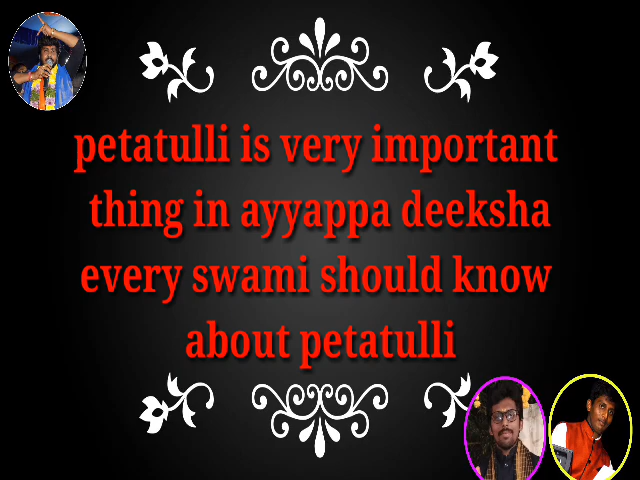 petatulli is very important
thing in ayyappa deeksha
every swami should know
about petatulli